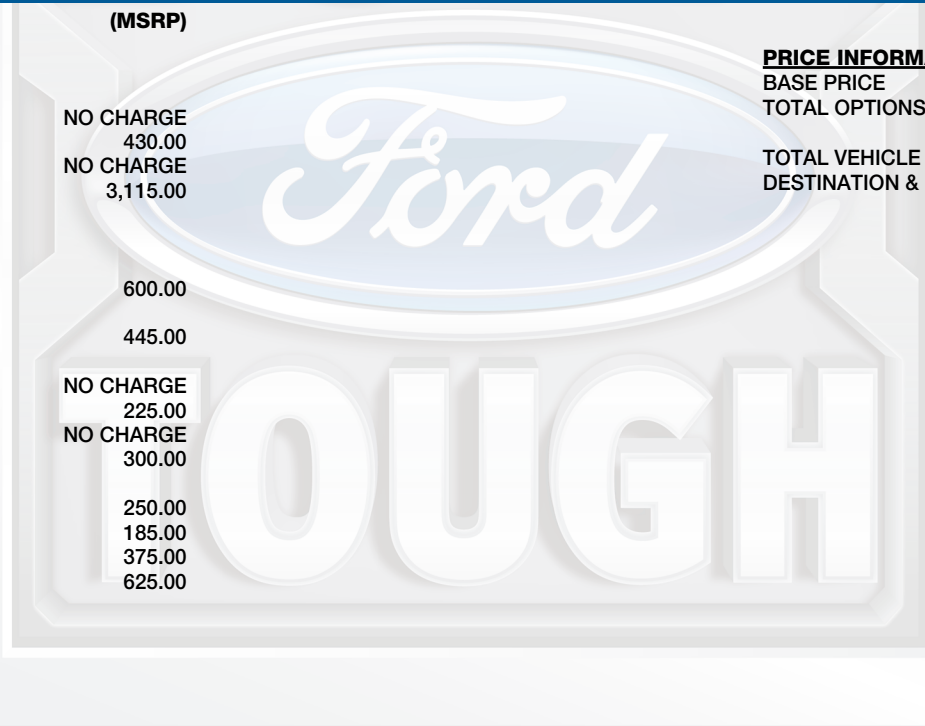 (MSRP)
NO CHARGE
430.00
NO CHARGE
3,115.00
600.00
445.00
NO CHARGE
225.00
NO CHARGE
300.00
250.00
185.00
375.00
625.00
PRICE INFORMA
BASE PRICE
TOTAL OPTIONS
TOTAL VEHICLE
DESTINATION &
Ford
TOUGH